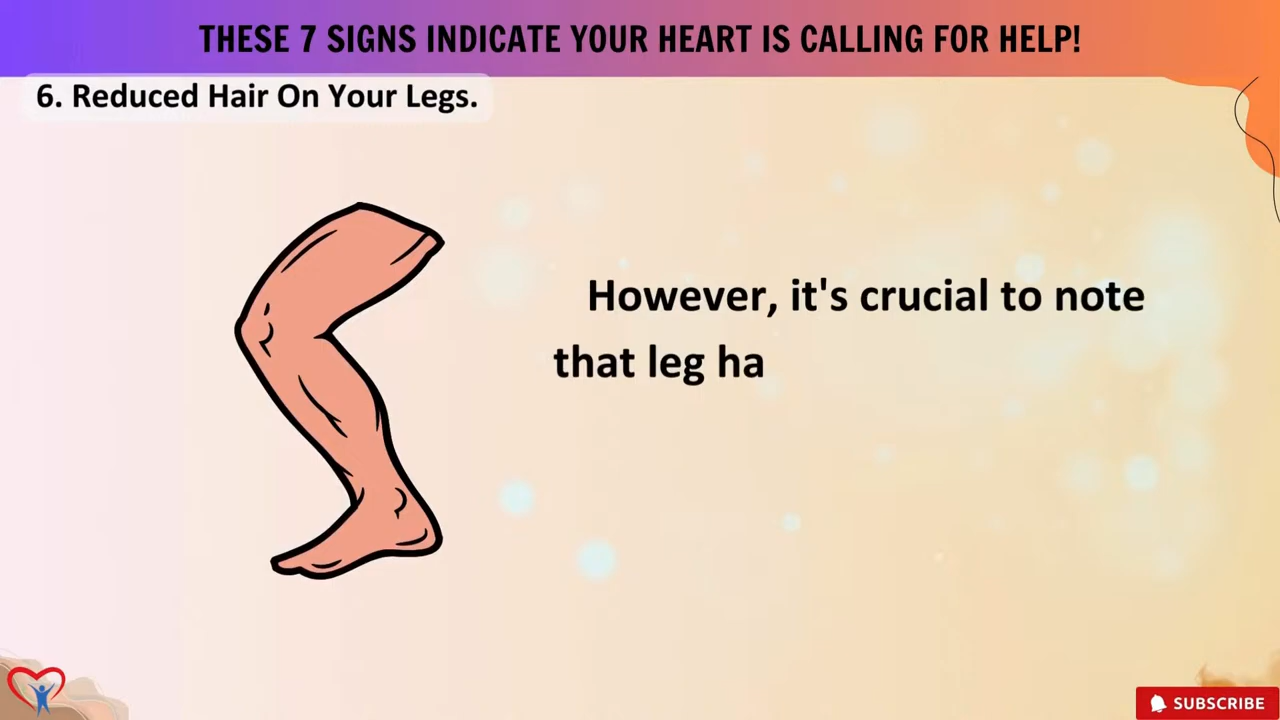 THESE 7 SIGNS INDICATE YOUR HEART IS CALLING FOR HELP!
6. Reduced Hair On Your Legs.
However, it's crucial to note
that leg ha
SUBSCRIBE